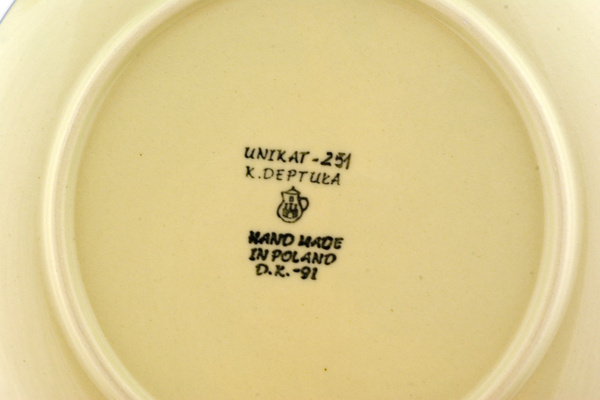 UNIKAT-251
K.DEPTUŁA
HAND MADE
IN POLAND
D.K.-91